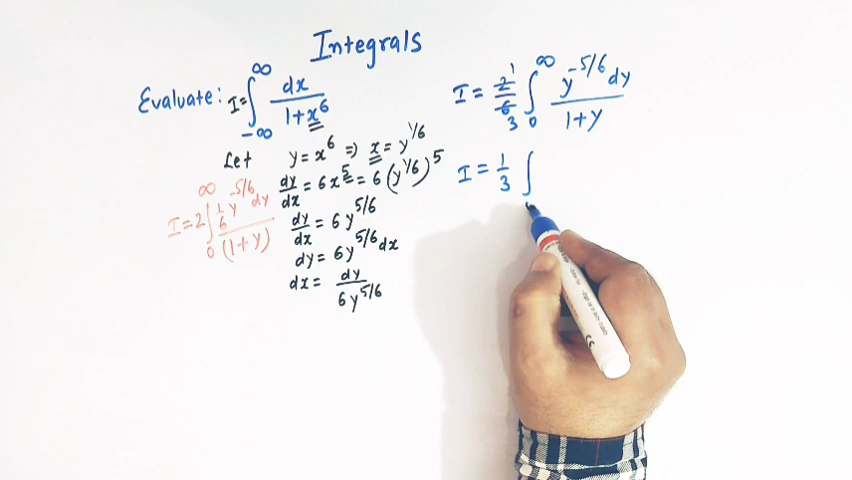 Integrals
Evaluate: I = ∫_{-∞}^{∞} dx / (1+x^6)
Let y = x^6 ⇒ x = y^{1/6}
dy/dx = 6x^5 = 6(y^{1/6})^5
dy/dx = 6y^{5/6}
dy = 6y^{5/6} dx
dx = dy / 6y^{5/6}
I = 2∫_0^∞ 1/6 y^{-5/6} dy / (1+y)
I = 2/6 1/3 ∫_0^∞ y^{-5/6} dy / (1+y)
I = 1/3 ∫